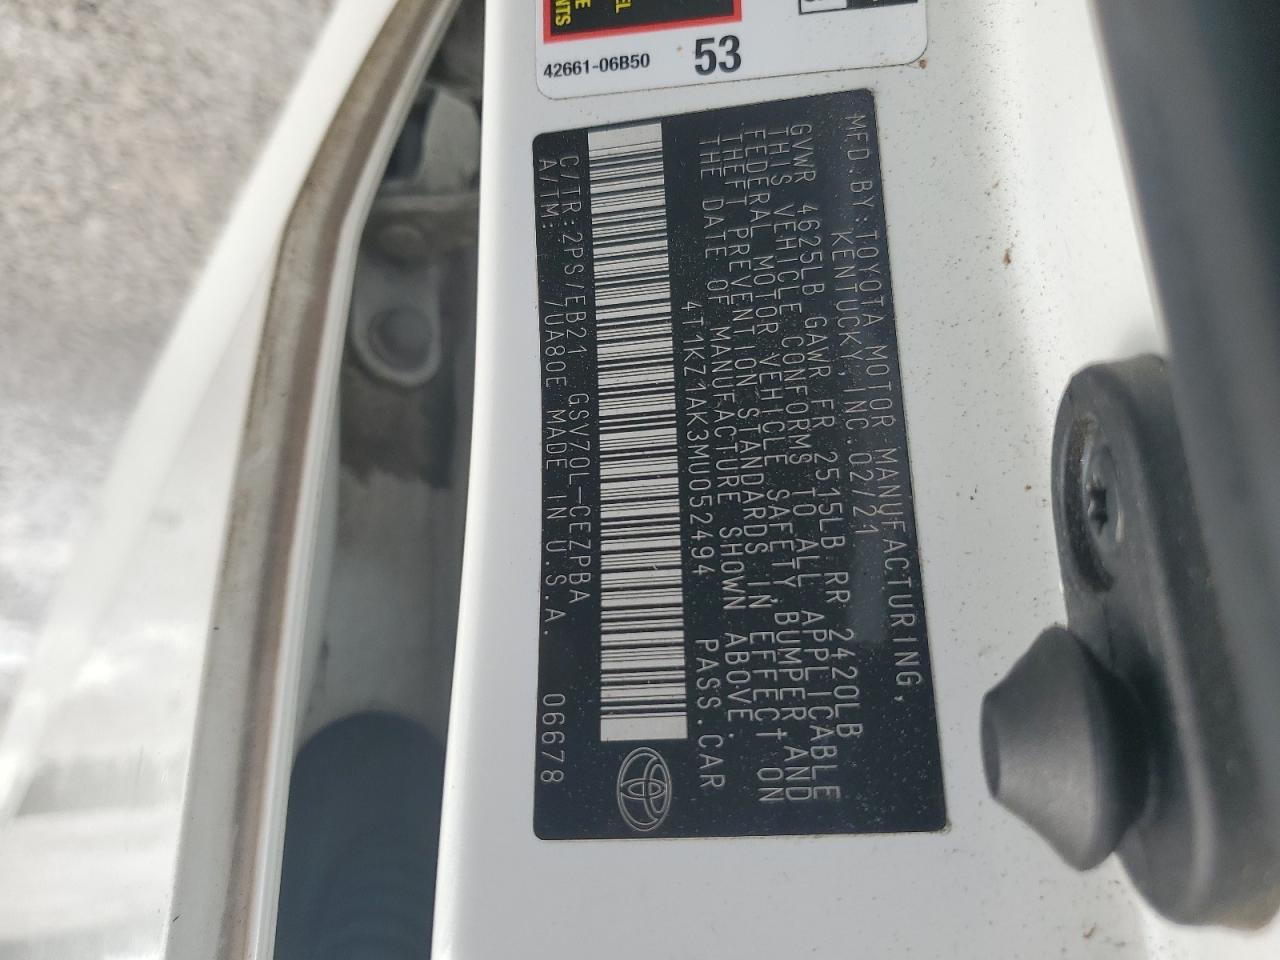 NTS
E
EL
42661-06B50 53
MFD. BY:TOYOTA MOTOR MANUFACTURING,
KENTUCKY,INC.02/21
GVWR 4625LB GAWR FR 2515LB RR 2420LB
THIS VEHICLE CONFORMS TO ALL APPLICABLE
FEDERAL MOTOR VEHICLE SAFETY,BUMPER,AND
THEFT PREVENTION STANDARDS IN EFFECT ON
THE DATE OF MANUFACTURE SHOWN ABOVE.
4T1KZ1AK3MU052494 PASS.CAR
C/TR:2PS/EB21 GSV70L-CEZPBA
A/TM: /UA80E MADE IN U.S.A. 06678